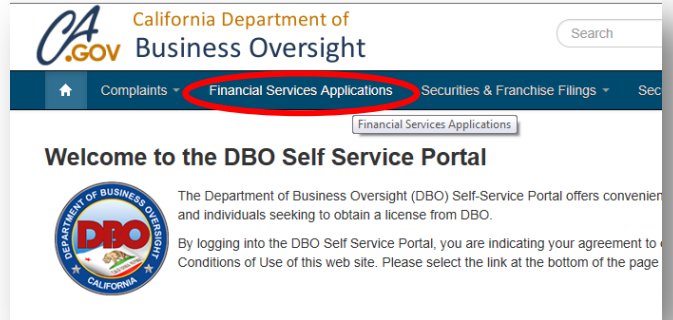 CA
.GOV
California Department of
Business Oversight
Search
Complaints
Financial Services Applications
Securities & Franchise Filings
Sec
Financial Services Applications
Welcome to the DBO Self Service Portal
DEPARTMENT OF BUSINESS OVERSIGHT
DBO
CALIFORNIA
The Department of Business Oversight (DBO) Self-Service Portal offers convenien
and individuals seeking to obtain a license from DBO.
By logging into the DBO Self Service Portal, you are indicating your agreement to
Conditions of Use of this web site. Please select the link at the bottom of the page